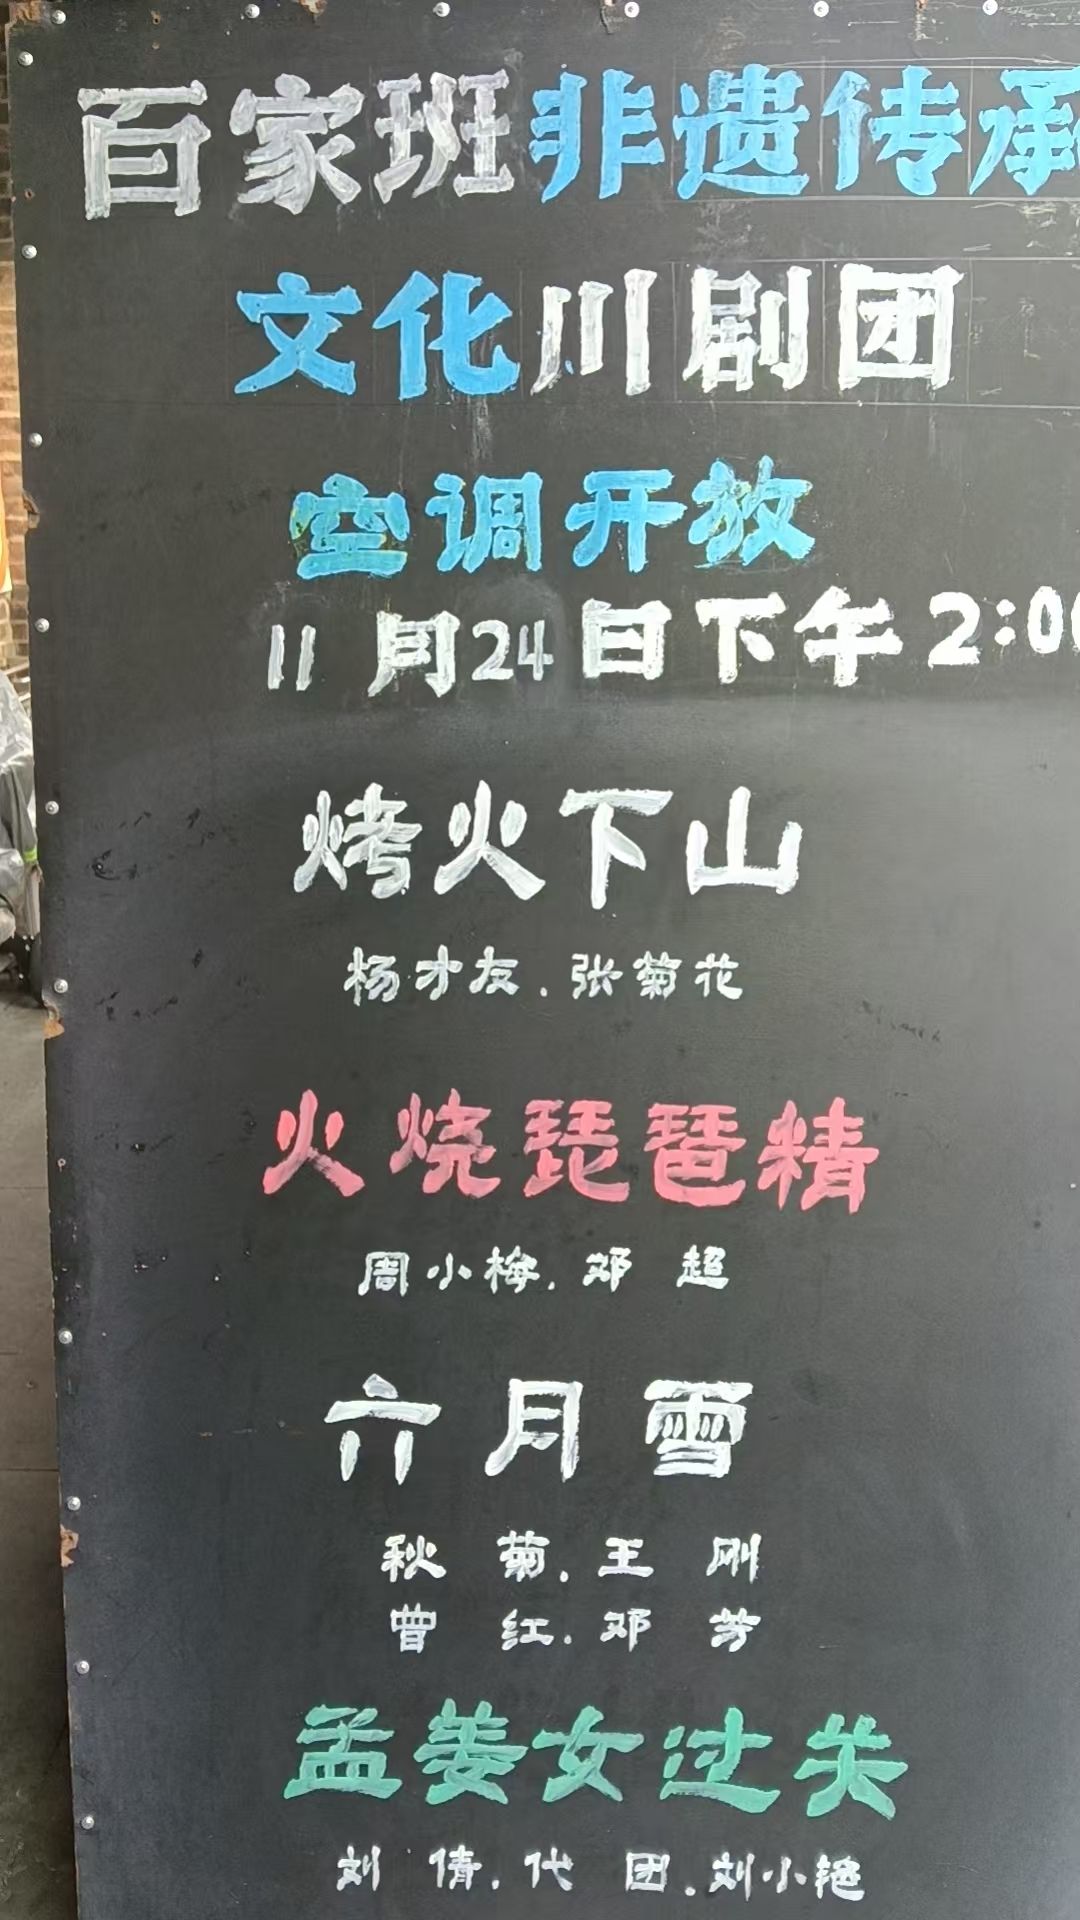 百家班非遗传承
文化川剧团
空调开放
11月24日下午2:00
烤火下山
杨才友.张菊花
火烧琵琶精
周小梅.邓超
六月雪
秋菊.王刚
曾红.邓芳
孟姜女过关
刘倩.代团.刘小艳